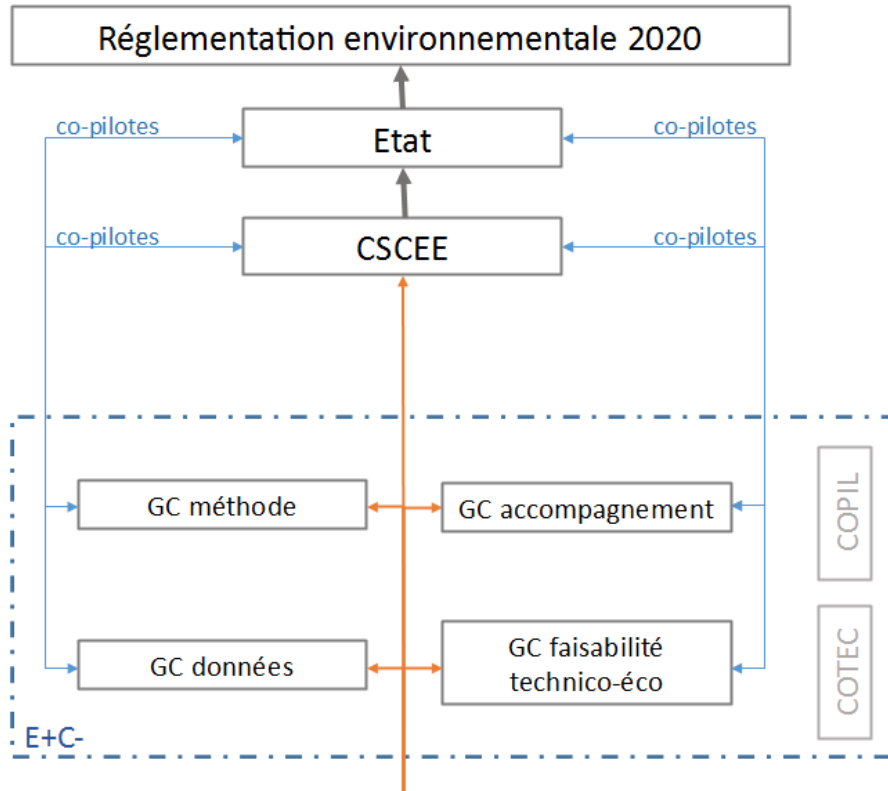 Réglementation environnementale 2020
co-pilotes
Etat
co-pilotes
co-pilotes
CSCEE
co-pilotes
GC méthode
GC accompagnement
COPIL
GC données
GC faisabilité
technico-éco
COTEC
E+C-